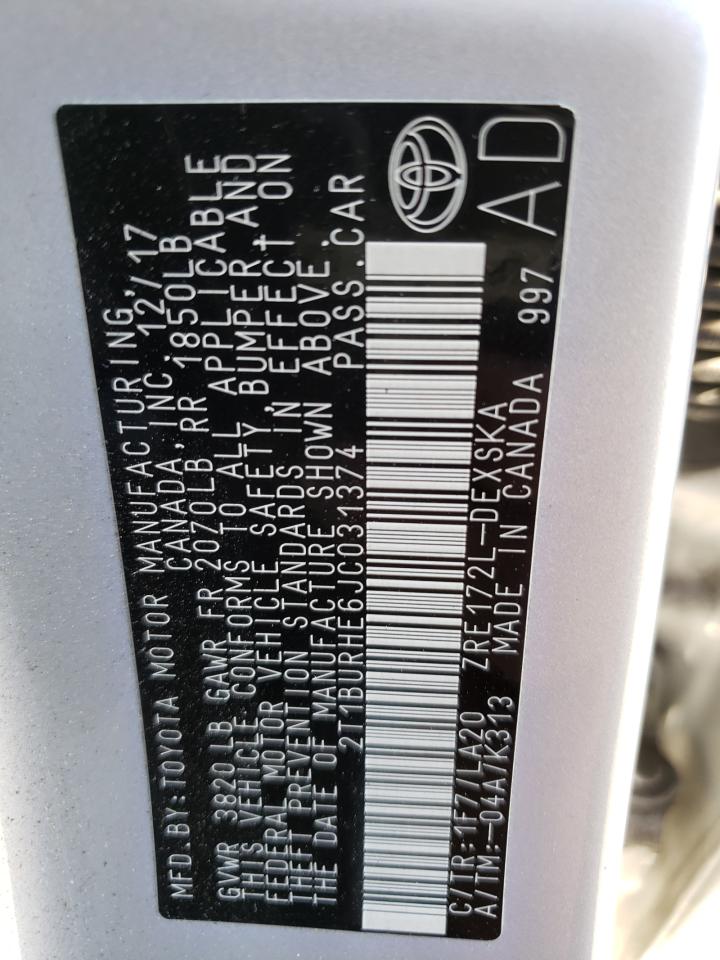 MFD.BY:TOYOTA MOTOR MANUFACTURING,
CANADA, INC. 12/17
GVWR 3820 LB GAWR FR 2070LB RR 1850LB
THIS VEHICLE CONFORMS TO ALL APPLICABLE
FEDERAL MOTOR VEHICLE SAFETY, BUMPER, AND
THEFT PREVENTION STANDARDS IN EFFECT ON
THE DATE OF MANUFACTURE SHOWN ABOVE.
2T1BURHE6JC031374 PASS.CAR
C/TR:1F7/LA20 ZRE172L-DEXSKA
A/TM:-04A/K313 MADE IN CANADA 997
AD